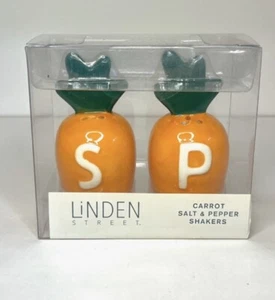 S P
LiNDEN
STREET
CARROT
SALT & PEPPER
SHAKERS